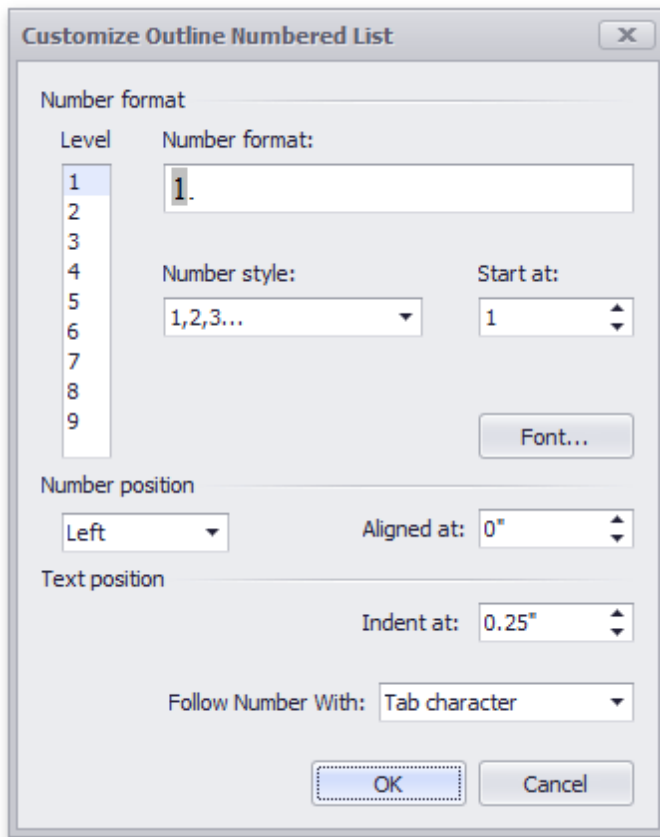 Customize Outline Numbered List
Number format
Level
Number format:
1
2
3
4
5
6
7
8
9
1.
Number style:
Start at:
1,2,3...
1
Font...
Number position
Left
Aligned at: 0"
Text position
Indent at: 0.25"
Follow Number With: Tab character
OK
Cancel